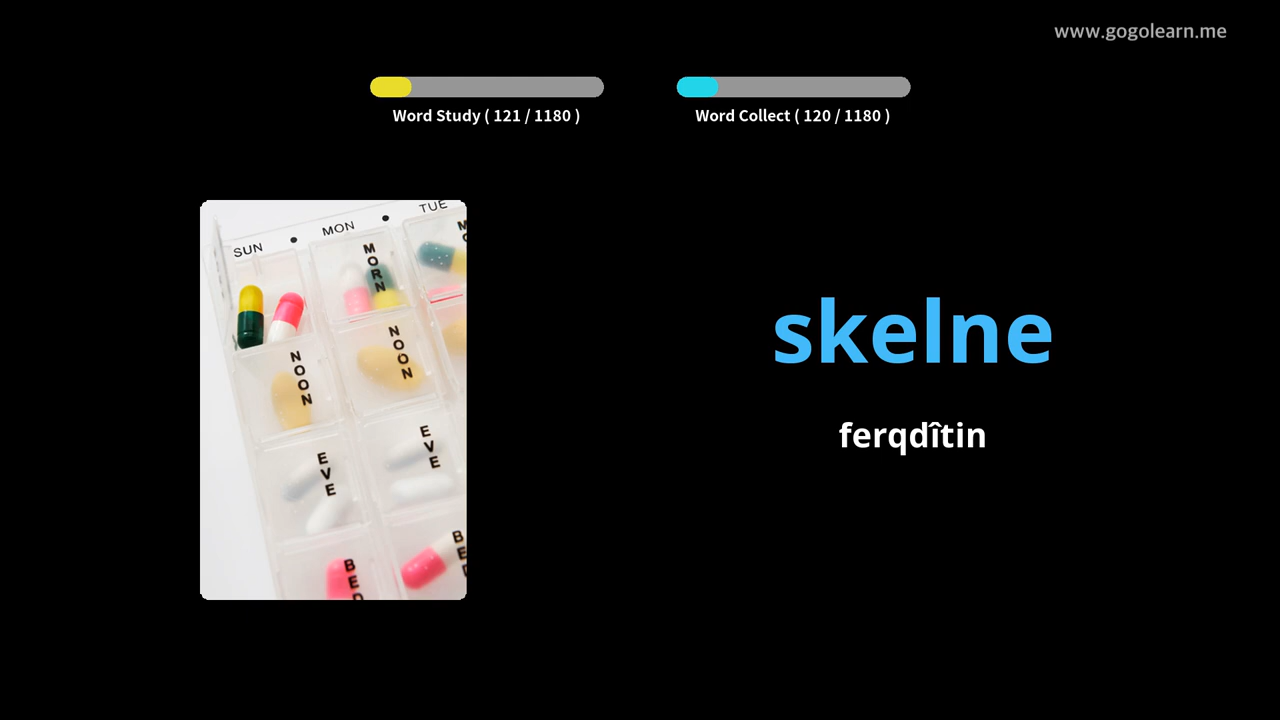 www.gogolearn.me
Word Study ( 121 / 1180 )
Word Collect ( 120 / 1180 )
SUN • MON • TUE
MORN
NOON
NOON
EVE
EVE
BED
skelne
ferqdîtin